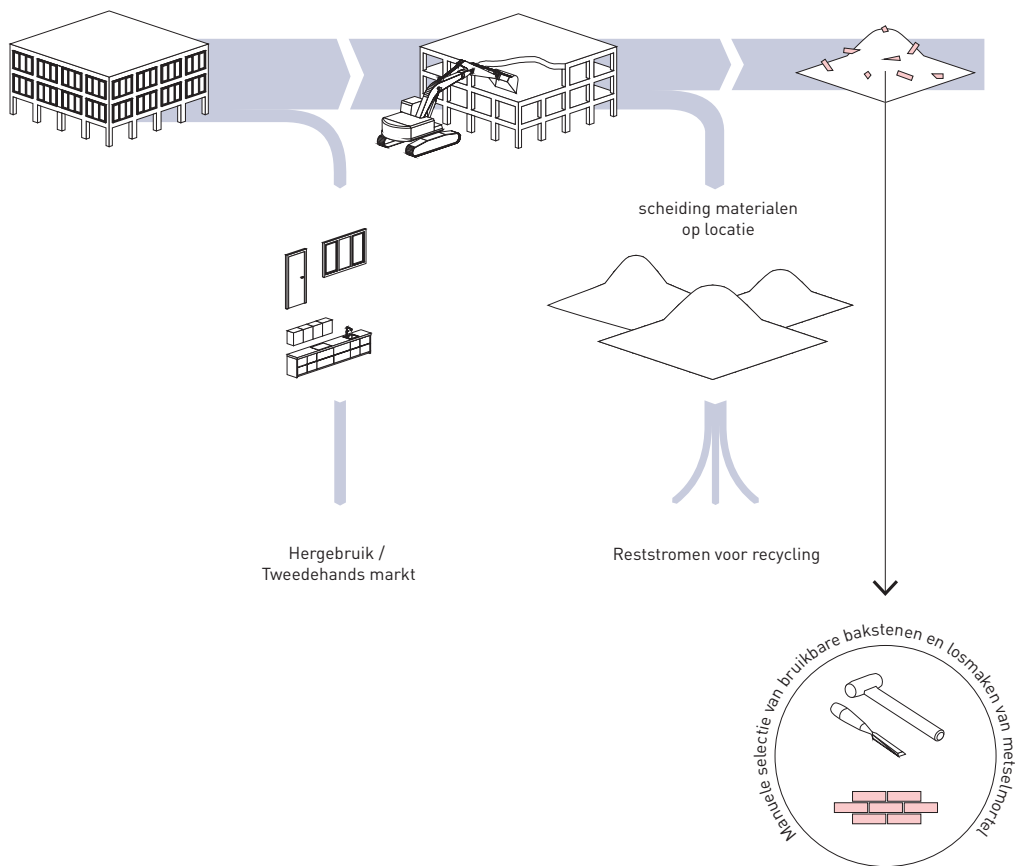 scheiding materialen
op locatie
Hergebruik /
Tweedehands markt
Reststromen voor recycling
Manuele selectie van bruikbare bakstenen en losmaken van metselmortel